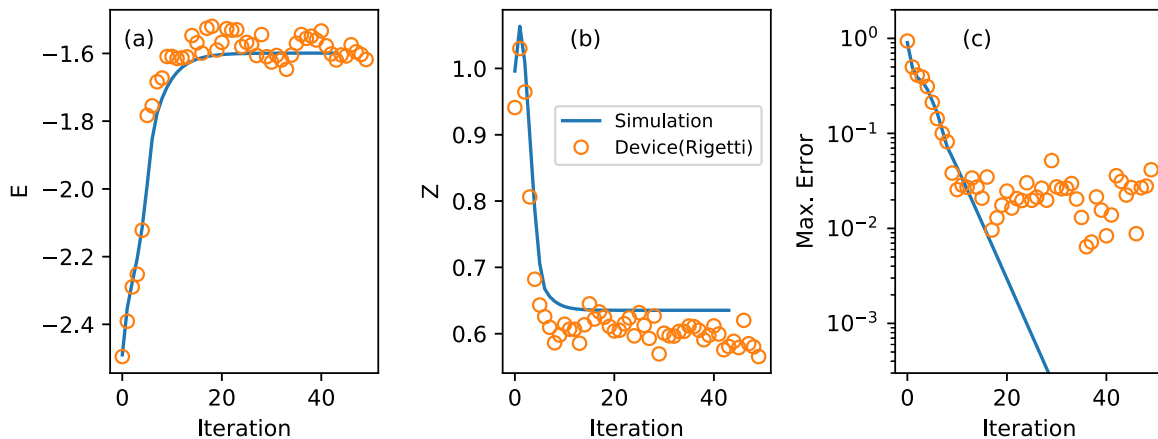 (a)
E
−1.6
−1.8
−2.0
−2.2
−2.4
0
20
40
Iteration
(b)
Z
1.0
0.9
0.8
0.7
0.6
Simulation
Device(Rigetti)
0
20
40
Iteration
(c)
Max. Error
10⁰
10⁻¹
10⁻²
10⁻³
0
20
40
Iteration